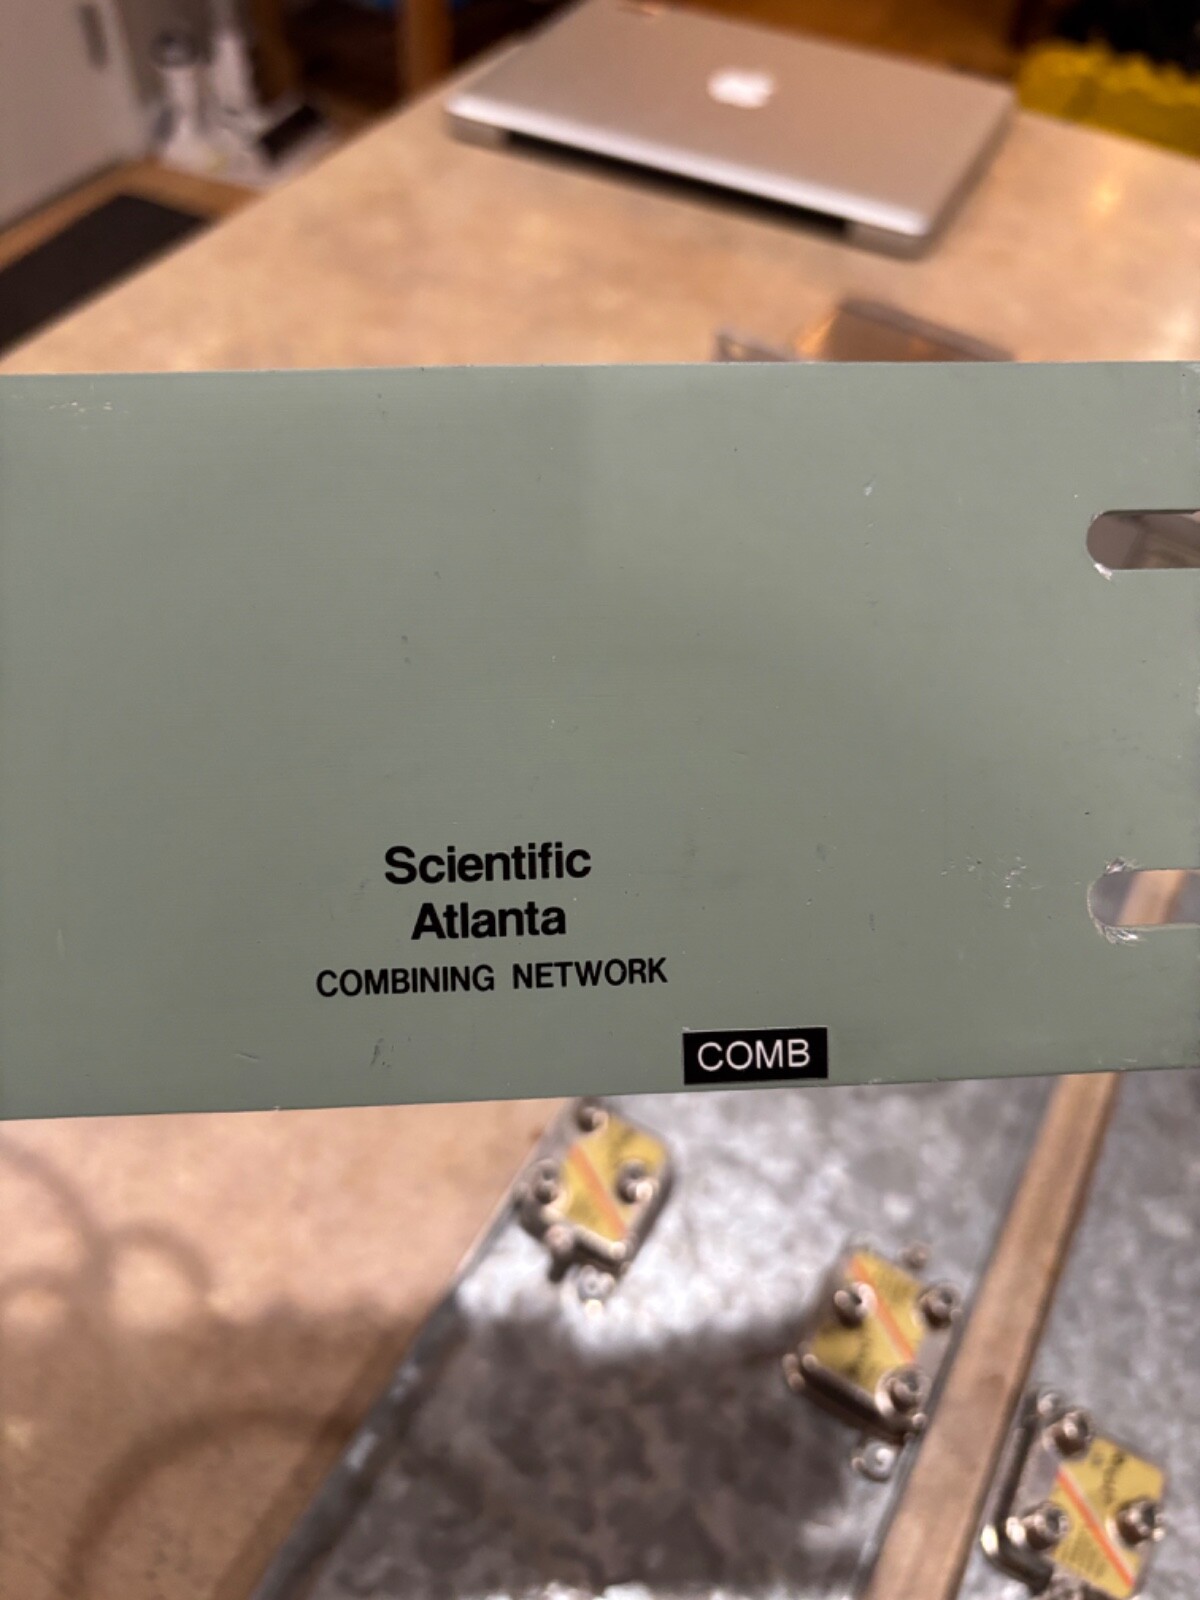 Scientific
Atlanta
COMBINING NETWORK
COMB